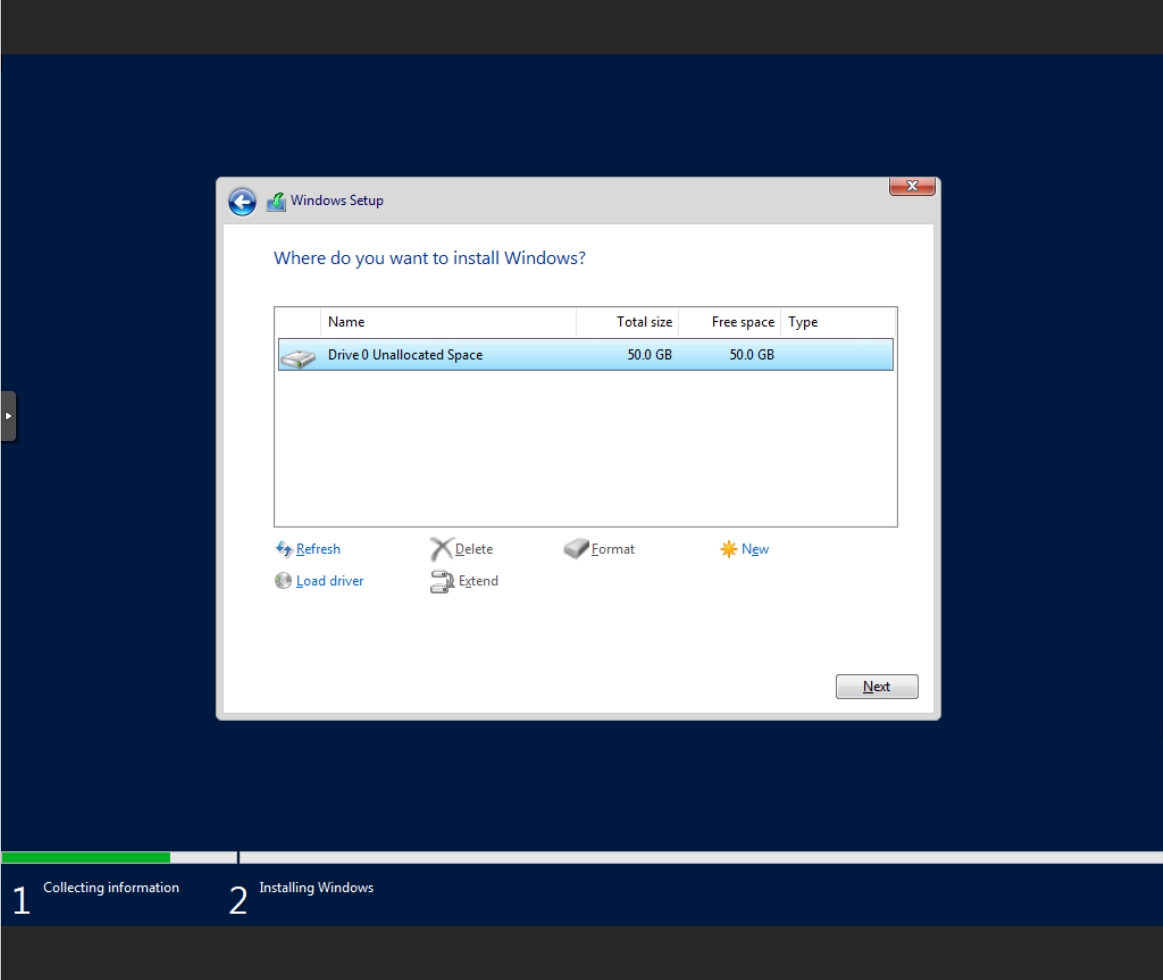 Windows Setup
Where do you want to install Windows?
Name Total size Free space Type
Drive 0 Unallocated Space 50.0 GB 50.0 GB
Refresh Delete Format New
Load driver Extend
Next
1 Collecting information 2 Installing Windows